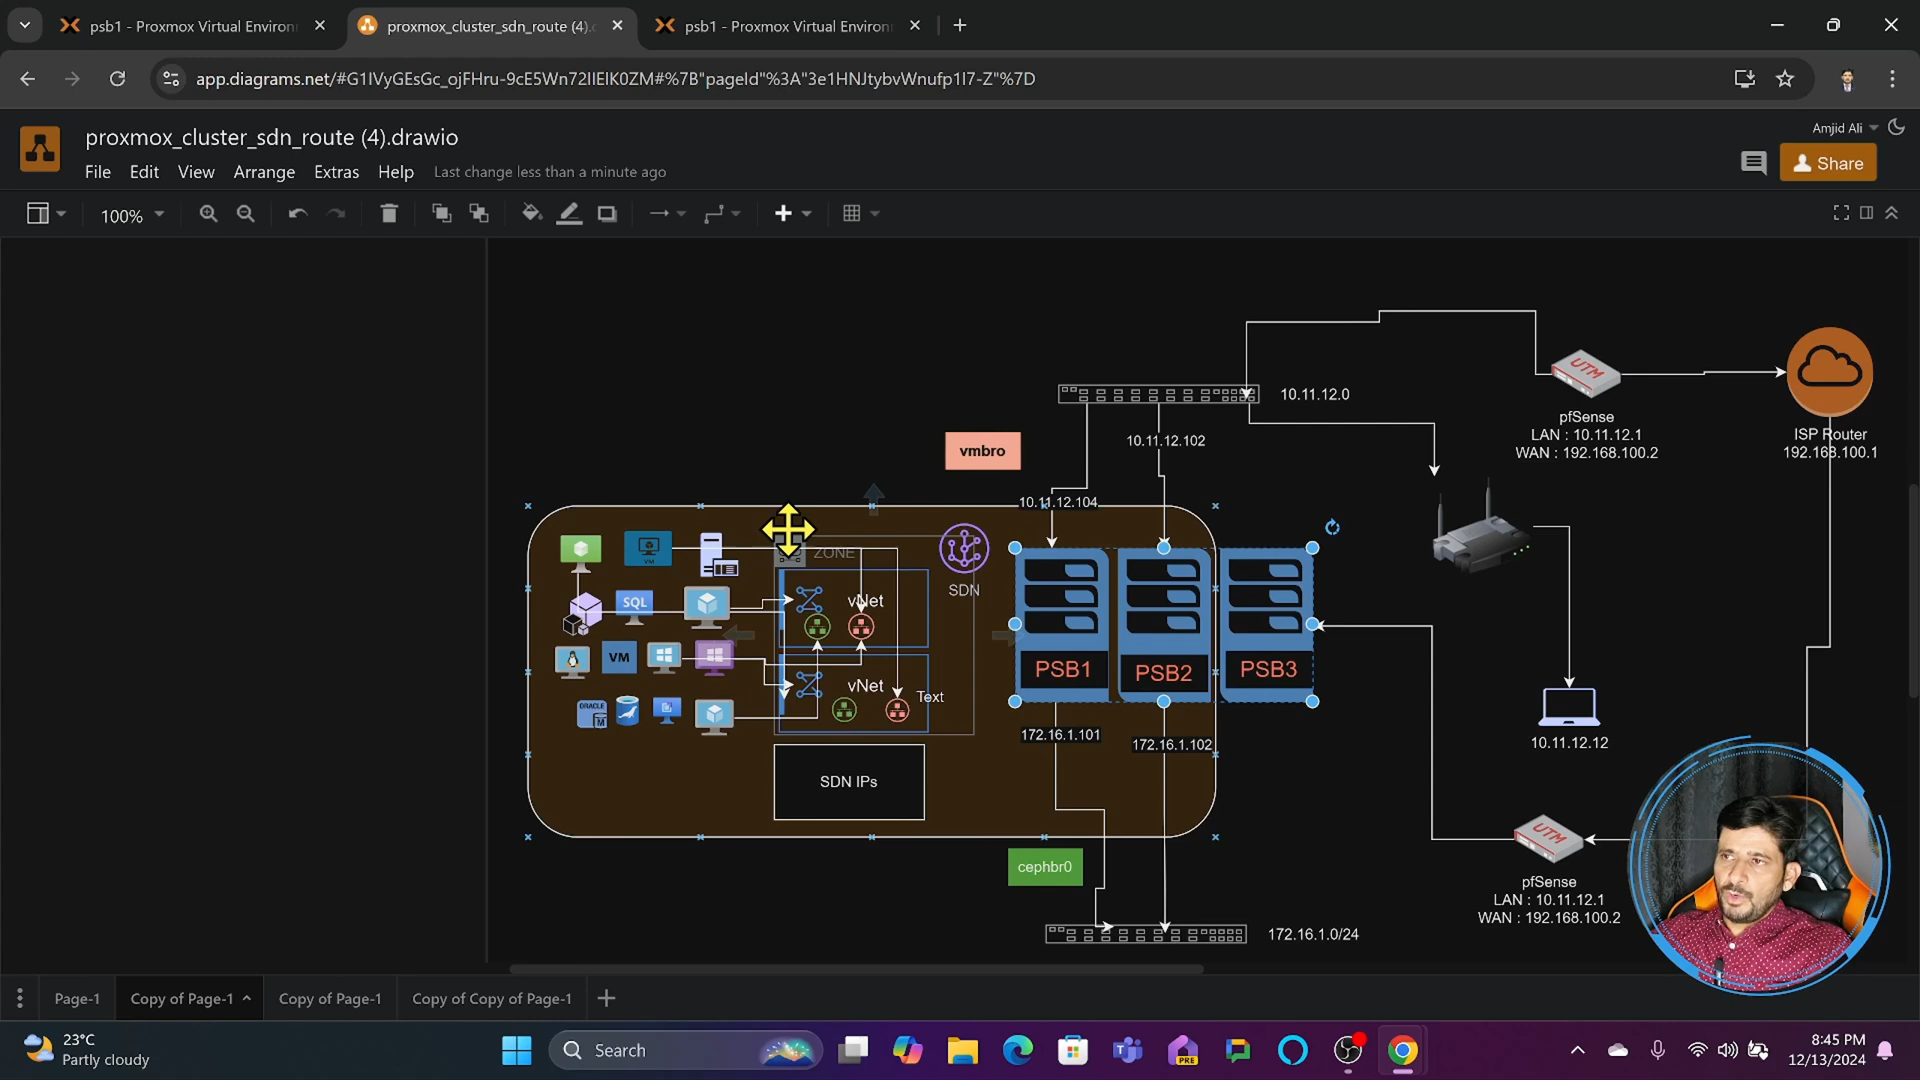 psb1 - Proxmox Virtual Environ
proxmox_cluster_sdn_route (4).c
psb1 - Proxmox Virtual Environ
app.diagrams.net/#G1IVyGEsGc_ojFHru-9cE5Wn72IIEIK0ZM#%7B"pageId"%3A"3e1HNJtybvWnufp1I7-Z"%7D
proxmox_cluster_sdn_route (4).drawio
Amjid Ali
File Edit View Arrange Extras Help Last change less than a minute ago
Share
100%
UTM
10.11.12.0
pfSense
LAN : 10.11.12.1
WAN : 192.168.100.2
ISP Router
192.168.100.1
10.11.12.102
vmbro
10.11.12.104
ZONE
VM
SDN
SQL
vNet
VM
PSB1
PSB2
PSB3
vNet
Text
ORACLE
M
172.16.1.101
172.16.1.102
10.11.12.12
SDN IPs
UTM
cephbr0
pfSense
LAN : 10.11.12.1
WAN : 192.168.100.2
172.16.1.0/24
Page-1
Copy of Page-1
Copy of Page-1
Copy of Copy of Page-1
23°C
Partly cloudy
Search
PRE
8:45 PM
12/13/2024